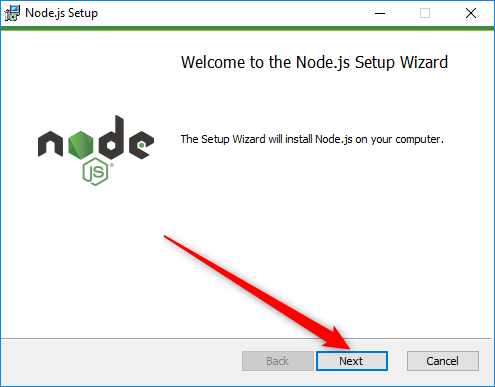 Node.js Setup
Welcome to the Node.js Setup Wizard
The Setup Wizard will install Node.js on your computer.
node
JS®
Back
Next
Cancel